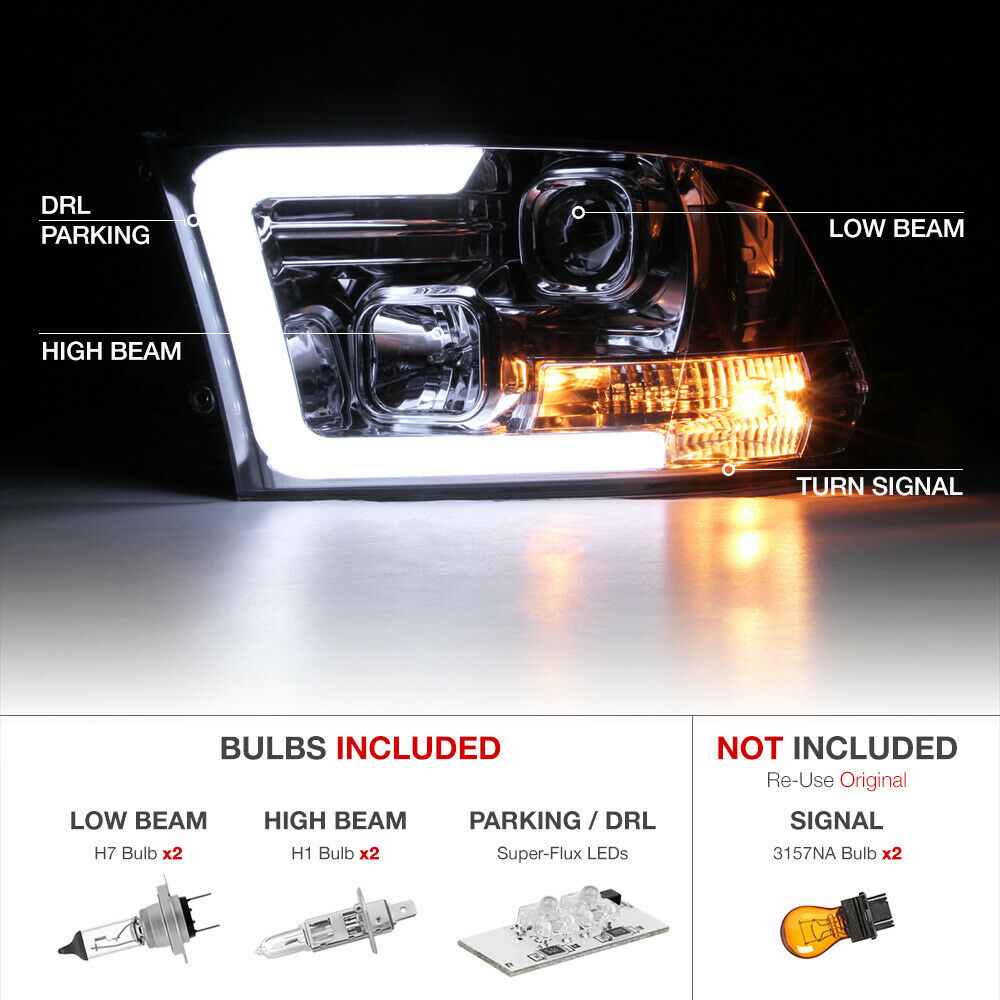 DRL
PARKING
LOW BEAM
HIGH BEAM
TURN SIGNAL
BULBS INCLUDED
NOT INCLUDED
Re-Use Original
LOW BEAM
H7 Bulb x2
HIGH BEAM
H1 Bulb x2
PARKING / DRL
Super-Flux LEDs
SIGNAL
3157NA Bulb x2